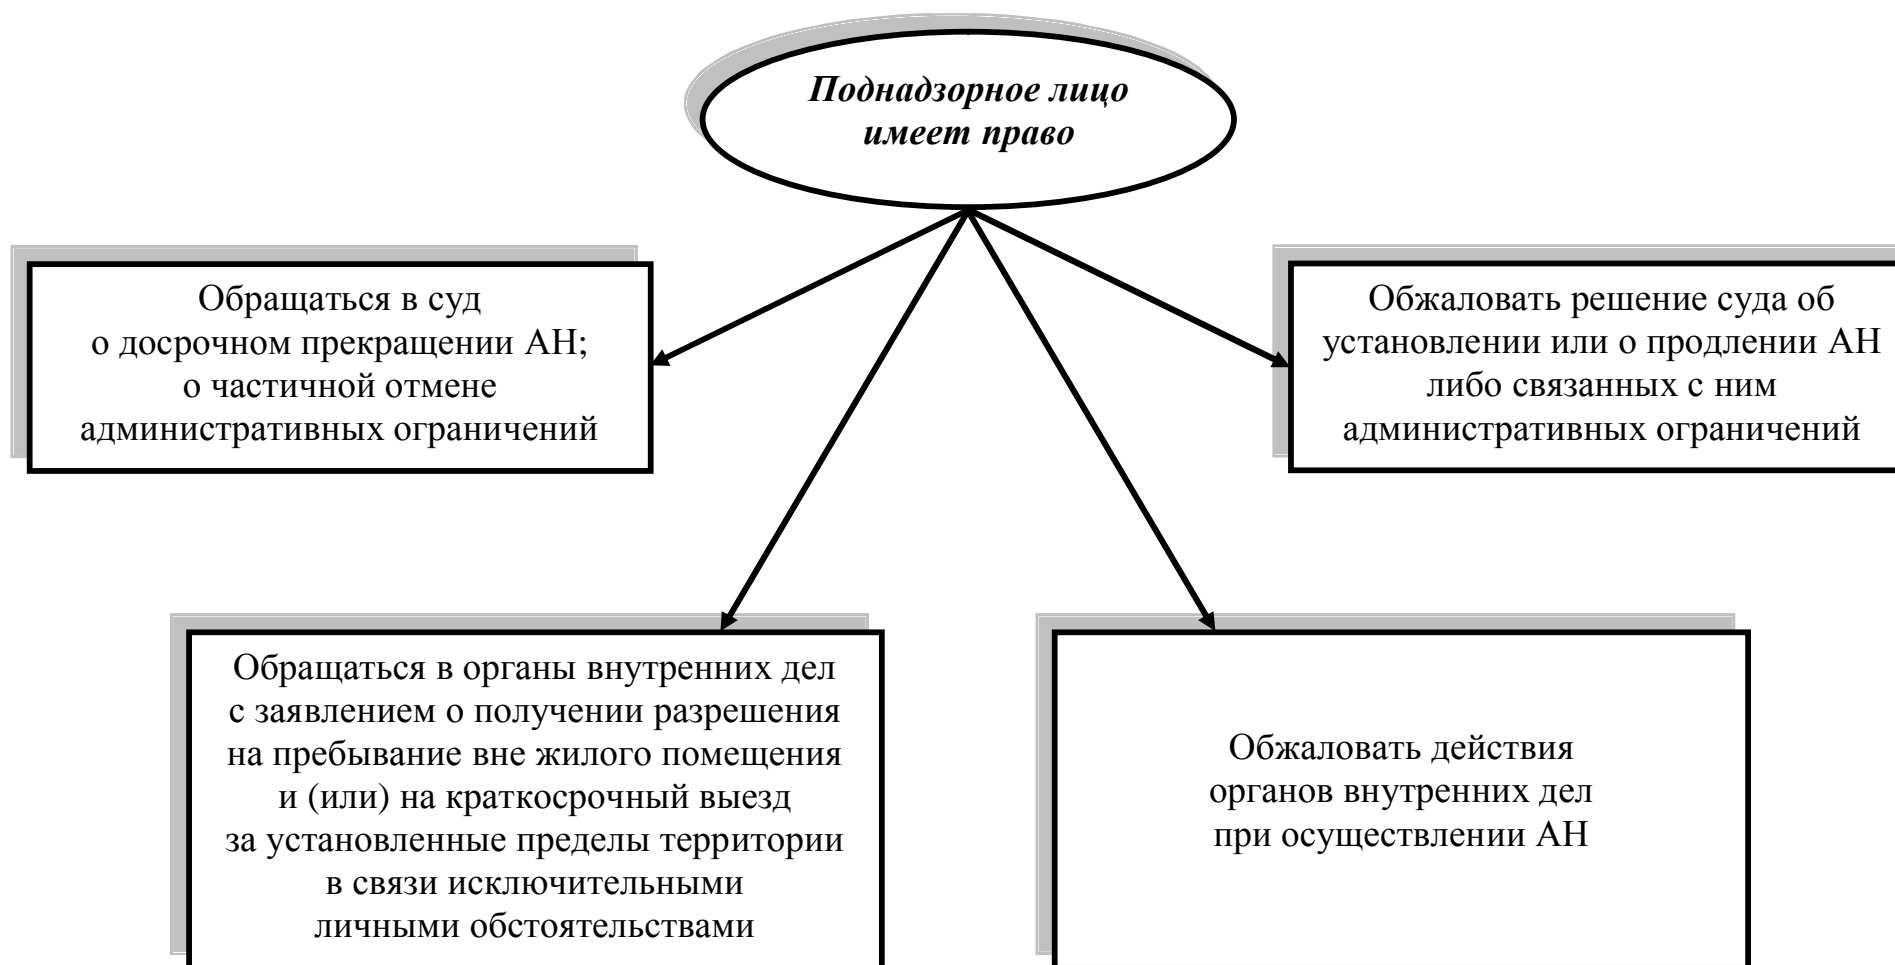 Поднадзорное лицо
имеет право
Обращаться в суд
о досрочном прекращении АН;
о частичной отмене
административных ограничений
Обжаловать решение суда об
установлении или о продлении АН
либо связанных с ним
административных ограничений
Обращаться в органы внутренних дел
с заявлением о получении разрешения
на пребывание вне жилого помещения
и (или) на краткосрочный выезд
за установленные пределы территории
в связи исключительными
личными обстоятельствами
Обжаловать действия
органов внутренних дел
при осуществлении АН